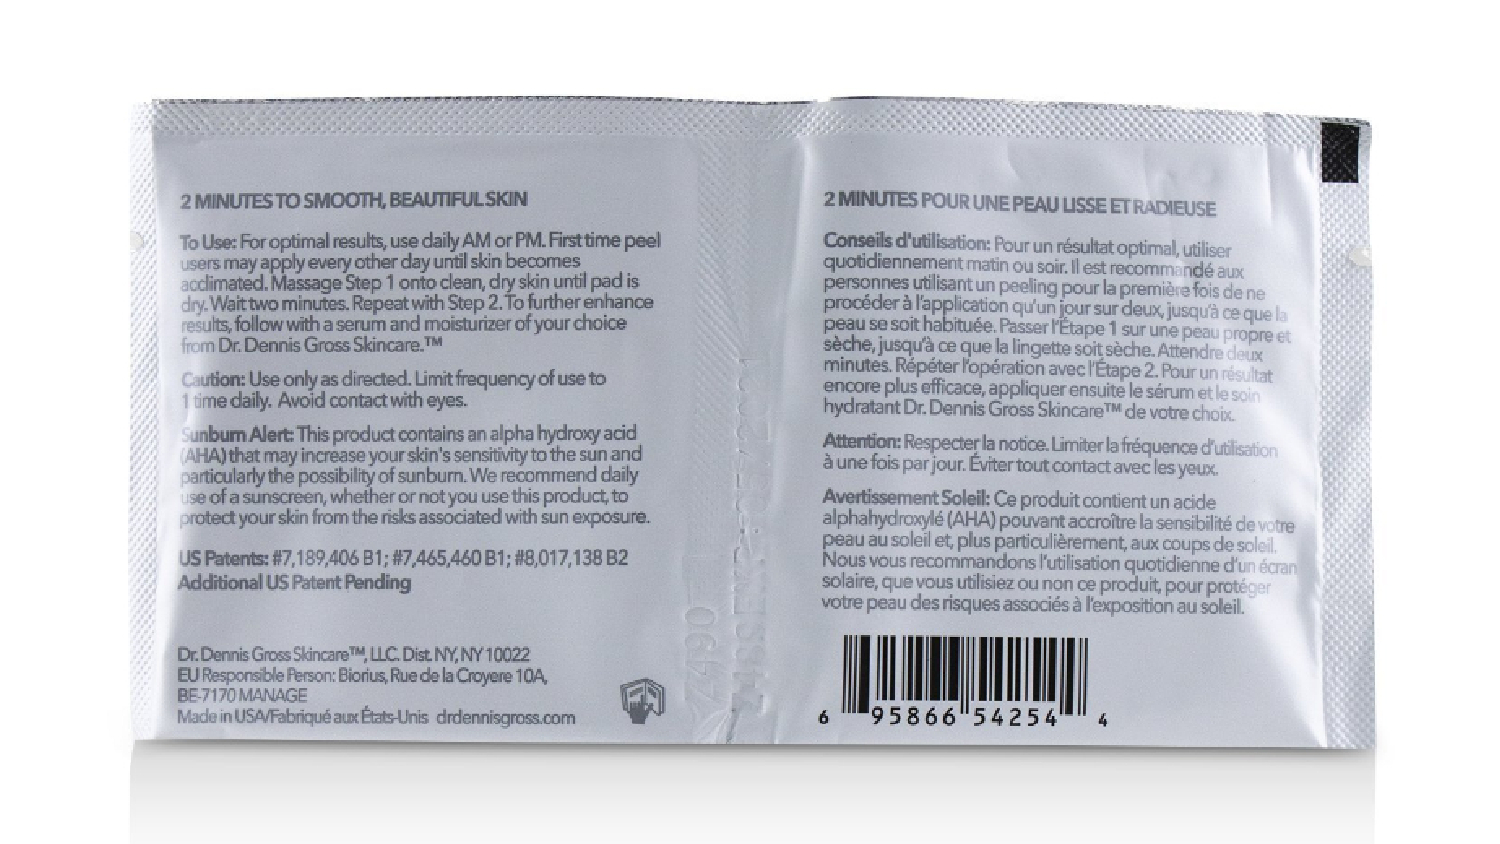 2 MINUTES TO SMOOTH, BEAUTIFUL SKIN
To Use: For optimal results, use daily AM or PM. First time peel
users may apply every other day until skin becomes
acclimated. Massage Step 1 onto clean, dry skin until pad is
dry. Wait two minutes. Repeat with Step 2. To further enhance
results, follow with a serum and moisturizer of your choice
from Dr. Dennis Gross Skincare.™
Caution: Use only as directed. Limit frequency of use to
1 time daily. Avoid contact with eyes.
Sunburn Alert: This product contains an alpha hydroxy acid
(AHA) that may increase your skin's sensitivity to the sun and
particularly the possibility of sunburn. We recommend daily
use of a sunscreen, whether or not you use this product, to
protect your skin from the risks associated with sun exposure.
US Patents: #7,189,406 B1; #7,465,460 B1; #8,017,138 B2
Additional US Patent Pending
Dr. Dennis Gross Skincare™, LLC. Dist. NY, NY 10022
EU Responsible Person: Biorius, Rue de la Croyere 10A,
BE-7170 MANAGE
Made in USA/Fabriqué aux États-Unis drdennisgross.com
2 MINUTES POUR UNE PEAU LISSE ET RADIEUSE
Conseils d'utilisation: Pour un résultat optimal, utiliser
quotidiennement matin ou soir. Il est recommandé aux
personnes utilisant un peeling pour la première fois de ne
procéder à l'application qu'un jour sur deux, jusqu'à ce que la
peau se soit habituée. Passer l'Étape 1 sur une peau propre et
sèche, jusqu'à ce que la lingette soit sèche. Attendre deux
minutes. Répéter l'opération avec l'Étape 2. Pour un résultat
encore plus efficace, appliquer ensuite le sérum et le soin
hydratant Dr. Dennis Gross Skincare™ de votre choix.
Attention: Respecter la notice. Limiter la fréquence d'utilisation
à une fois par jour. Éviter tout contact avec les yeux.
Avertissement Soleil: Ce produit contient un acide
alphahydroxylé (AHA) pouvant accroître la sensibilité de votre
peau au soleil et, plus particulièrement, aux coups de soleil.
Nous vous recommandons l'utilisation quotidienne d'un écran
solaire, que vous utilisiez ou non ce produit, pour protéger
votre peau des risques associés à l'exposition au soleil.
6 95866 54254 4